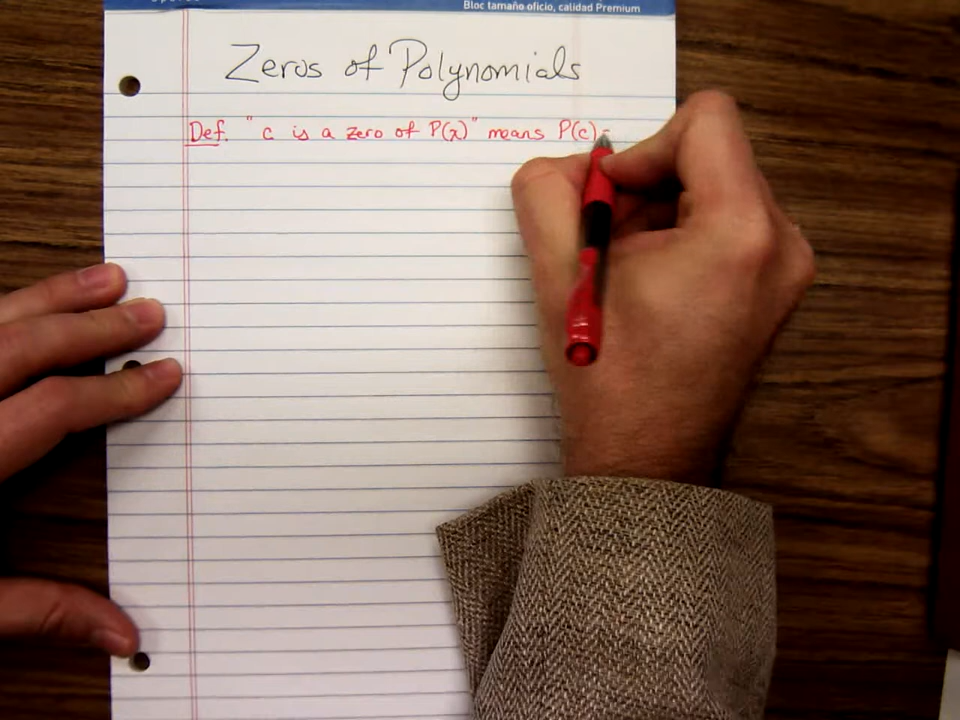 Bloc tamaño oficio, calidad Premium
Zeros of Polynomials
Def. "c is a zero of P(x)" means P(c)=